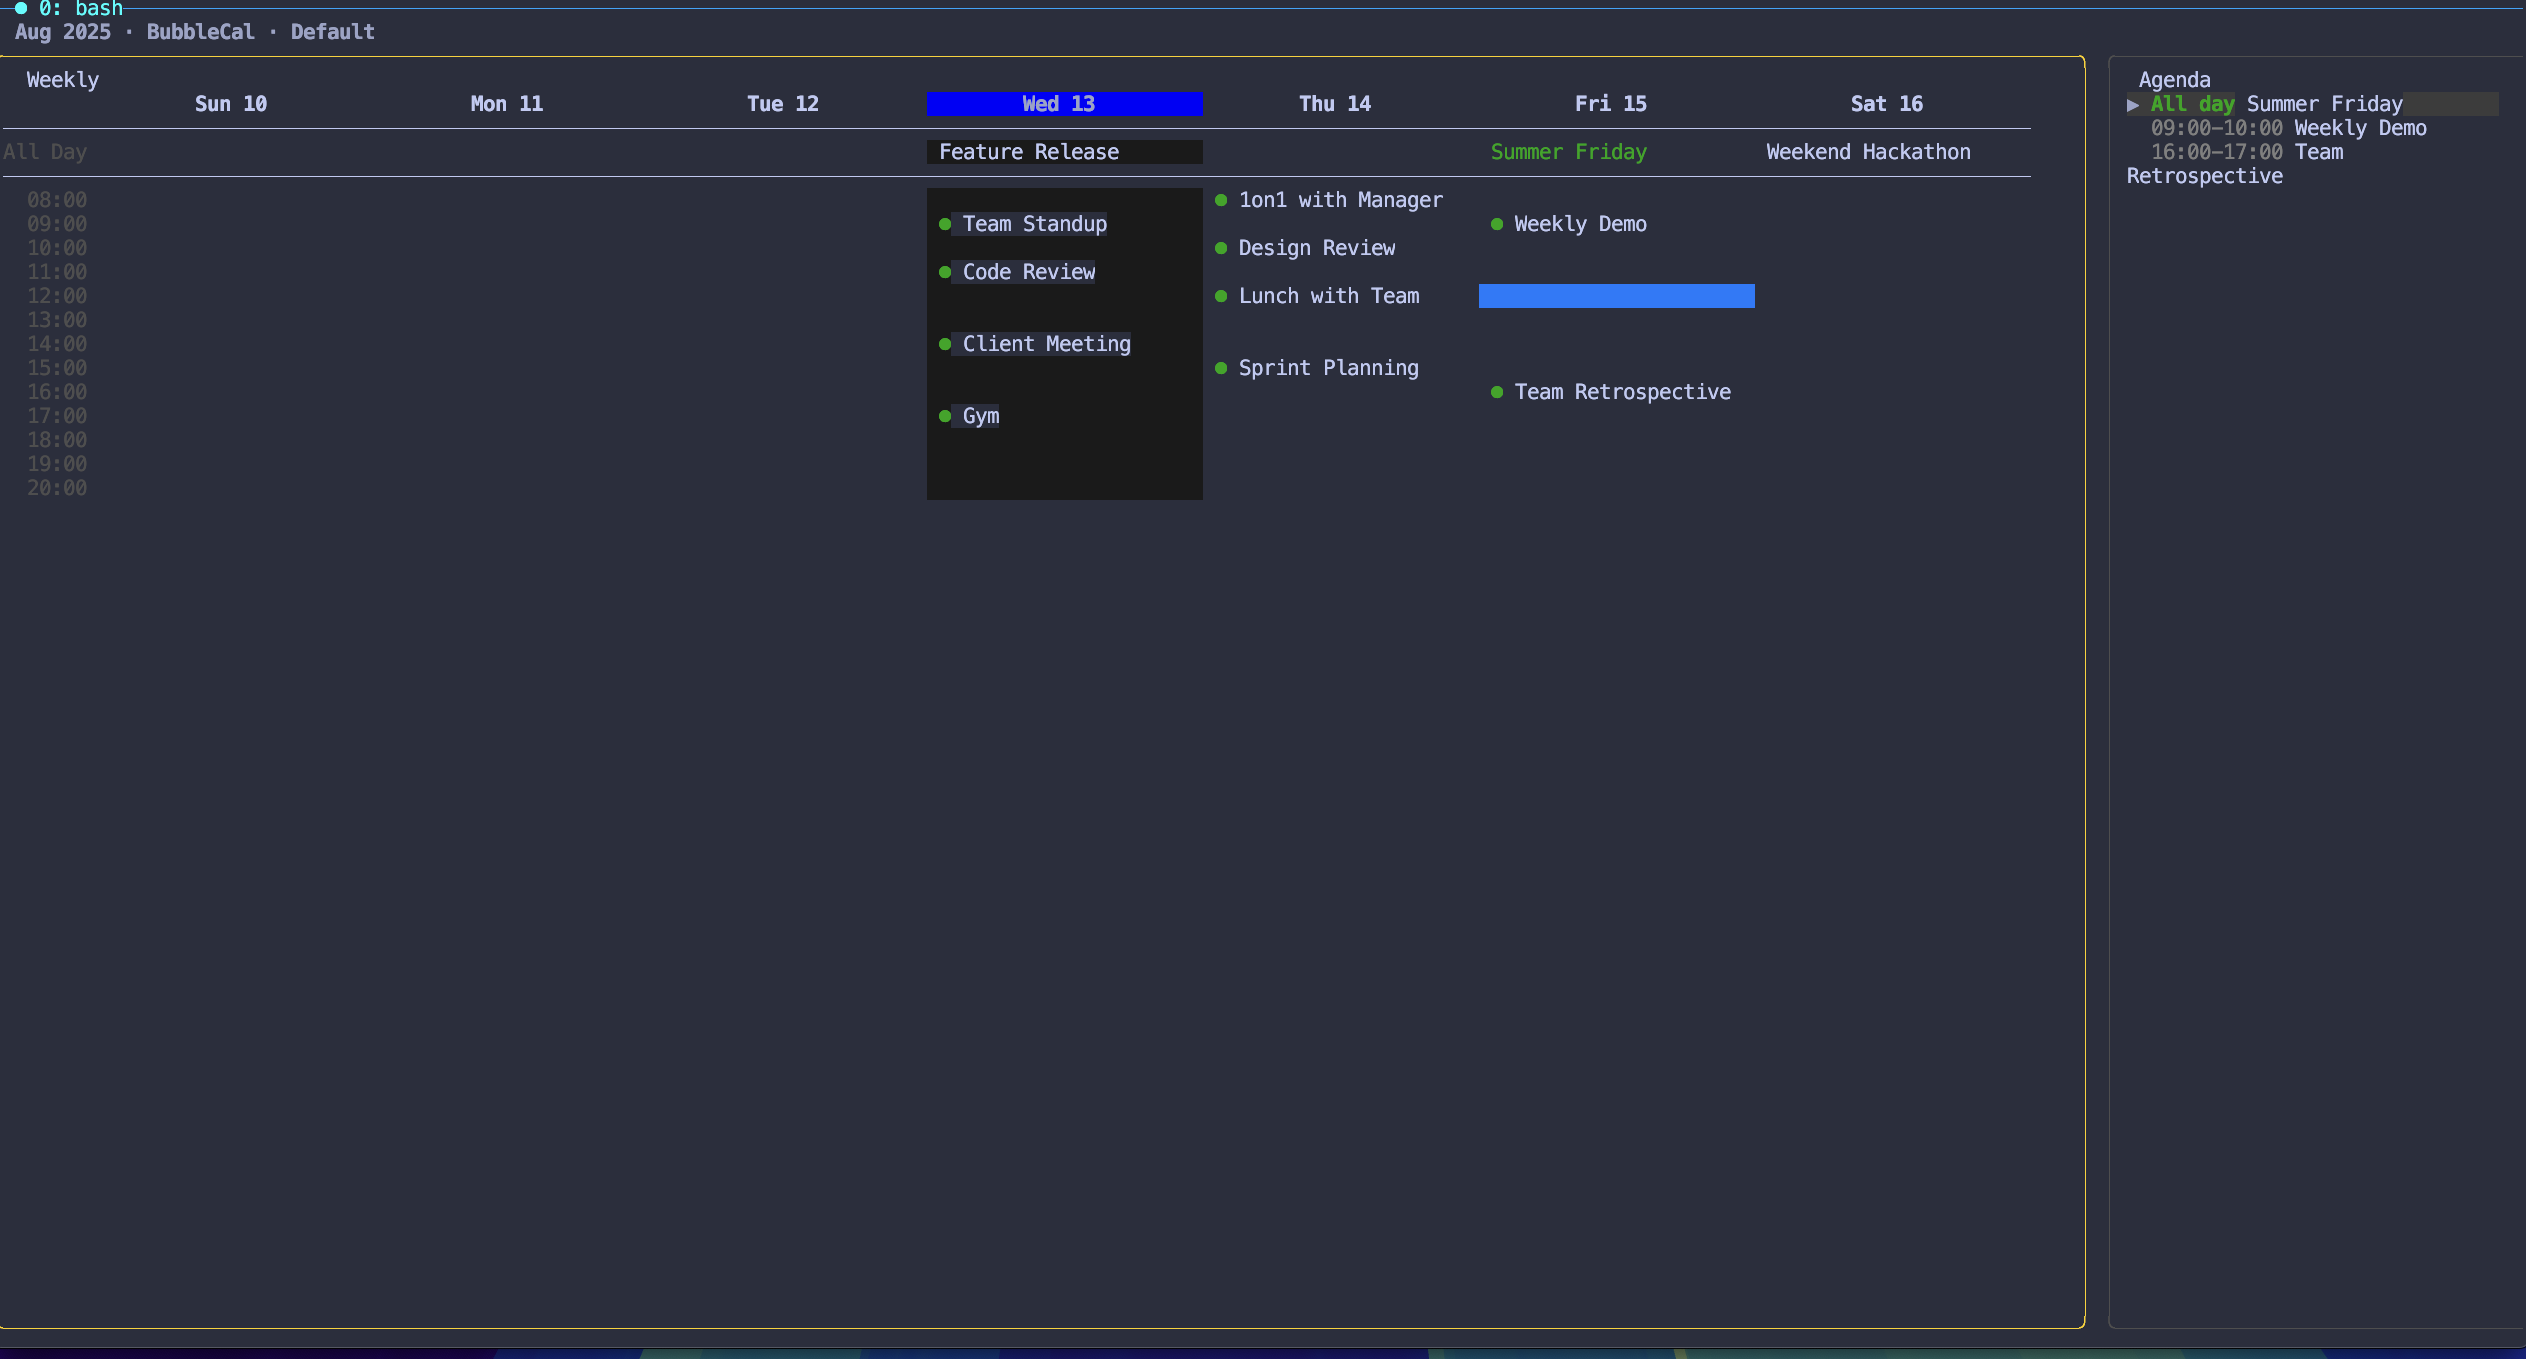 ● 0: bash
Aug 2025 · BubbleCal · Default
Weekly
Sun 10 Mon 11 Tue 12 Wed 13 Thu 14 Fri 15 Sat 16
All Day Feature Release Summer Friday Weekend Hackathon
08:00 ● 1on1 with Manager
09:00 ● Team Standup ● Weekly Demo
10:00 ● Design Review
11:00 ● Code Review
12:00 ● Lunch with Team
13:00
14:00 ● Client Meeting
15:00 ● Sprint Planning
16:00 ● Team Retrospective
17:00 ● Gym
18:00
19:00
20:00
Agenda
▶ All day Summer Friday
09:00-10:00 Weekly Demo
16:00-17:00 Team
Retrospective